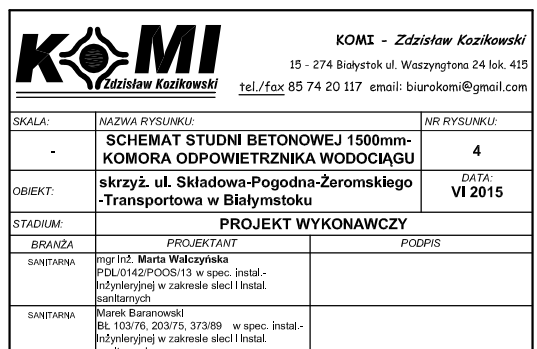 KOMI
Zdzisław Kozikowski
KOMI - Zdzisław Kozikowski
15 - 274 Białystok ul. Waszyngtona 24 lok. 415
tel./fax 85 74 20 117 email: biurokomi@gmail.com
SKALA: NAZWA RYSUNKU: NR RYSUNKU:
- SCHEMAT STUDNI BETONOWEJ 1500mm- 4
KOMORA ODPOWIETRZNIKA WODOCIĄGU
OBIEKT: skrzyż. ul. Składowa-Pogodna-Żeromskiego DATA:
-Transportowa w Białymstoku VI 2015
STADIUM: PROJEKT WYKONAWCZY
BRANŻA PROJEKTANT PODPIS
SANITARNA mgr inż. Marta Walczyńska
PDL/0142/POOS/13 w spec. instal.-
Inżynieryjnej w zakresie sieci i instal.
sanitarnych
SANITARNA Marek Baranowski
BŁ 103/76, 203/75, 373/89 w spec. instal.-
Inżynieryjnej w zakresie sieci i instal.